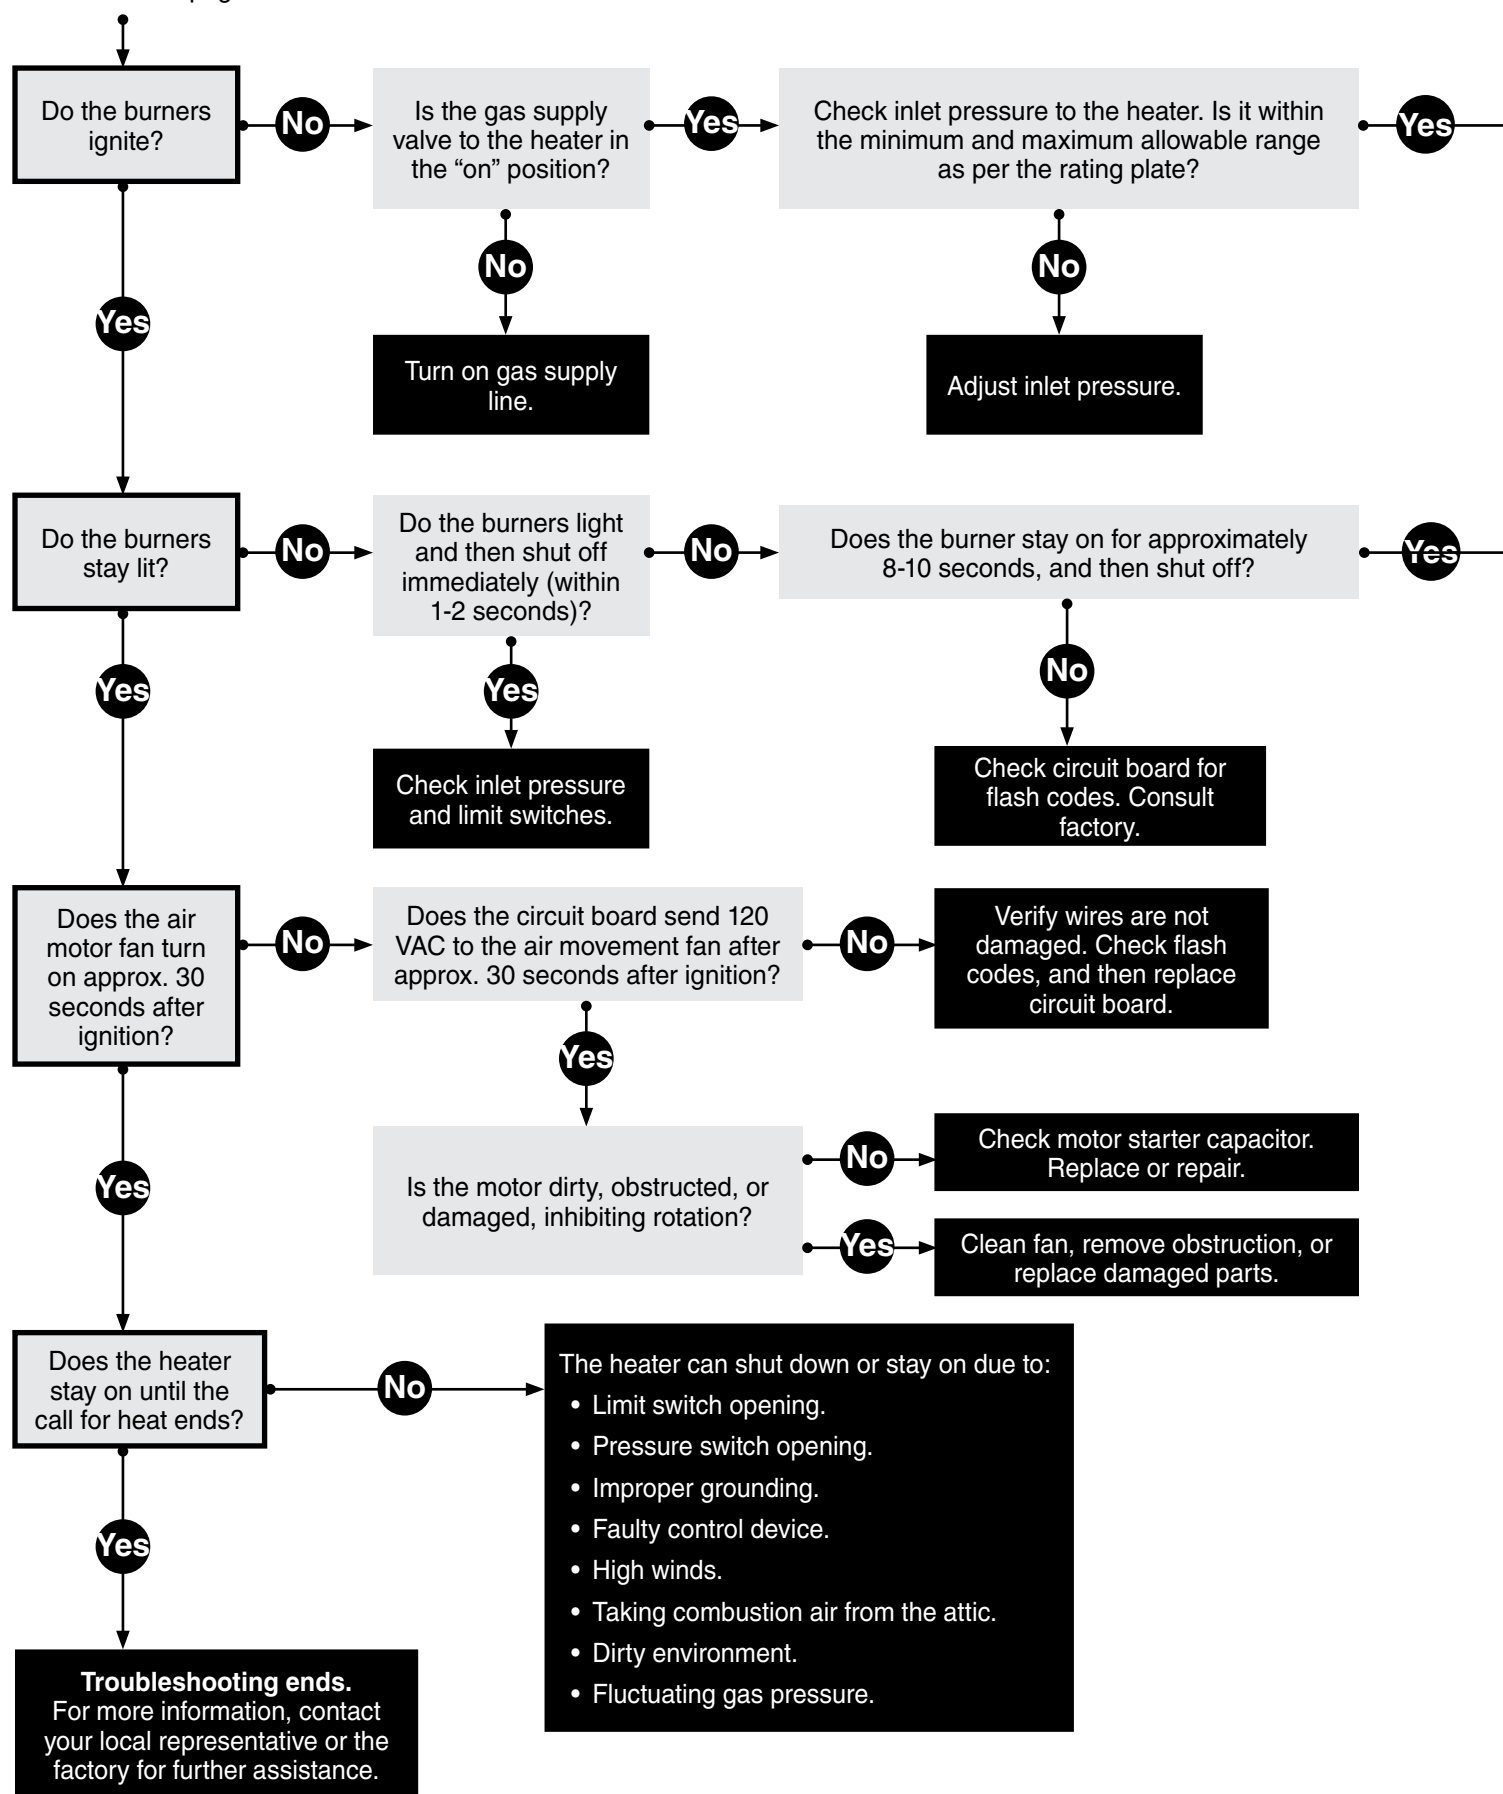 Do the burners
ignite?
No
Is the gas supply
valve to the heater in
the “on” position?
Yes
Check inlet pressure to the heater. Is it within
the minimum and maximum allowable range
as per the rating plate?
Yes
No
No
Yes
Turn on gas supply
line.
Adjust inlet pressure.
Do the burners
stay lit?
No
Do the burners light
and then shut off
immediately (within
1-2 seconds)?
No
Does the burner stay on for approximately
8-10 seconds, and then shut off?
Yes
Yes
Yes
No
Check inlet pressure
and limit switches.
Check circuit board for
flash codes. Consult
factory.
Does the air
motor fan turn
on approx. 30
seconds after
ignition?
No
Does the circuit board send 120
VAC to the air movement fan after
approx. 30 seconds after ignition?
No
Verify wires are not
damaged. Check flash
codes, and then replace
circuit board.
Yes
Yes
Is the motor dirty, obstructed, or
damaged, inhibiting rotation?
No
Check motor starter capacitor.
Replace or repair.
Yes
Clean fan, remove obstruction, or
replace damaged parts.
Does the heater
stay on until the
call for heat ends?
No
The heater can shut down or stay on due to:
• Limit switch opening.
• Pressure switch opening.
• Improper grounding.
• Faulty control device.
• High winds.
• Taking combustion air from the attic.
• Dirty environment.
• Fluctuating gas pressure.
Yes
Troubleshooting ends.
For more information, contact
your local representative or the
factory for further assistance.